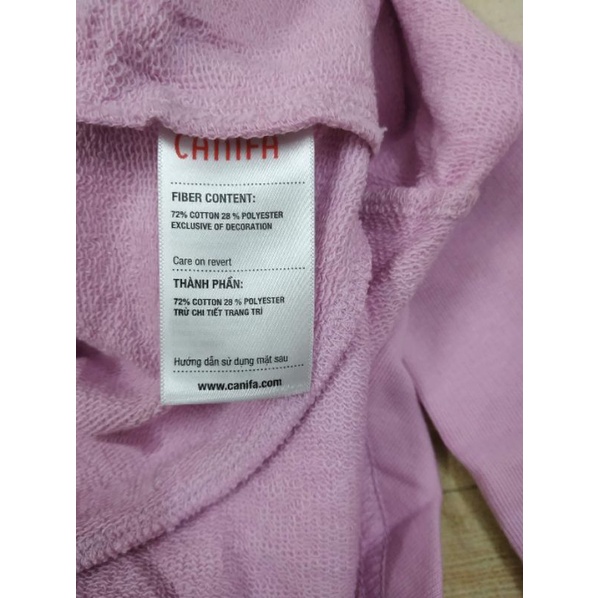 CANIFA
FIBER CONTENT:
72% COTTON 28 % POLYESTER
EXCLUSIVE OF DECORATION
Care on revert
THÀNH PHẦN:
72% COTTON 28 % POLYESTER
TRỪ CHI TIẾT TRANG TRÍ
Hướng dẫn sử dụng mặt sau
www.canifa.com